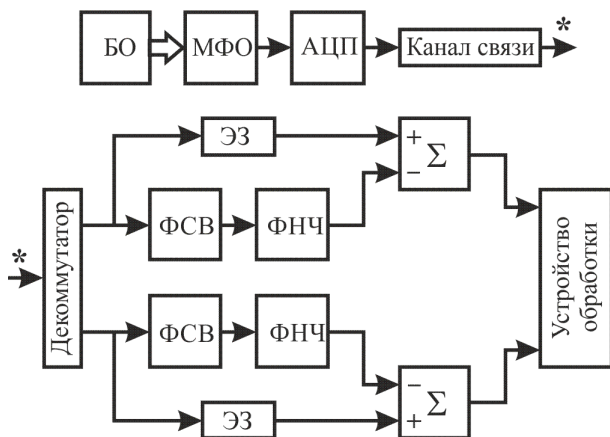 БО
МФО
АЦП
Канал связи
*
ЭЗ
+
−
Σ
ФСВ
ФНЧ
*
Декоммутатор
Устройство
обработки
ФСВ
ФНЧ
−
+
Σ
ЭЗ